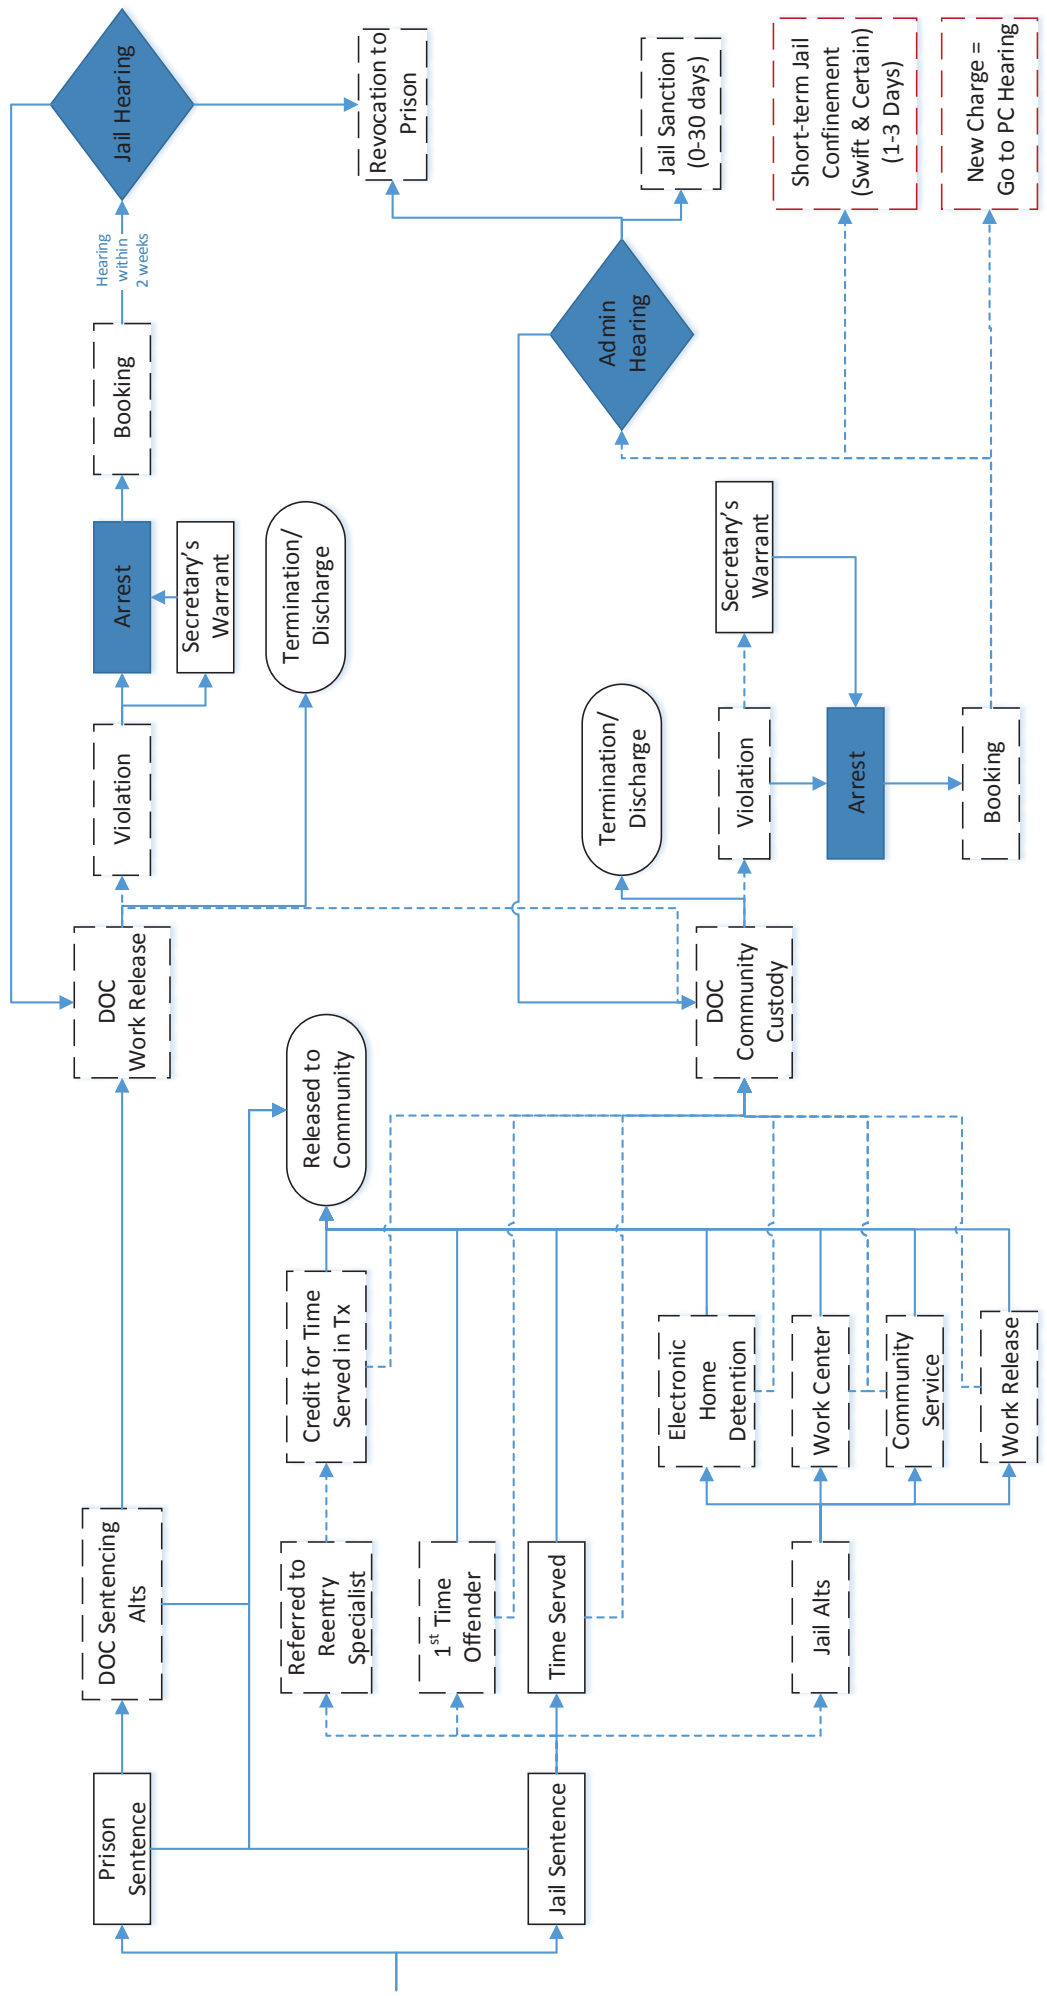 Prison
Sentence
DOC Sentencing
Alts
DOC
Work Release
Violation
Arrest
Secretary's
Warrant
Booking
Hearing
within
2 weeks
Jail Hearing
Termination/
Discharge
Revocation to
Prison
Jail Sentence
Referred to
Reentry
Specialist
Credit for Time
Served in Tx
Released to
Community
1st Time
Offender
Time Served
Jail Alts
Electronic
Home
Detention
Work Center
Community
Service
Work Release
DOC
Community
Custody
Termination/
Discharge
Violation
Secretary's
Warrant
Arrest
Booking
Admin
Hearing
Jail Sanction
(0-30 days)
Short-term Jail
Confinement
(Swift & Certain)
(1-3 Days)
New Charge =
Go to PC Hearing